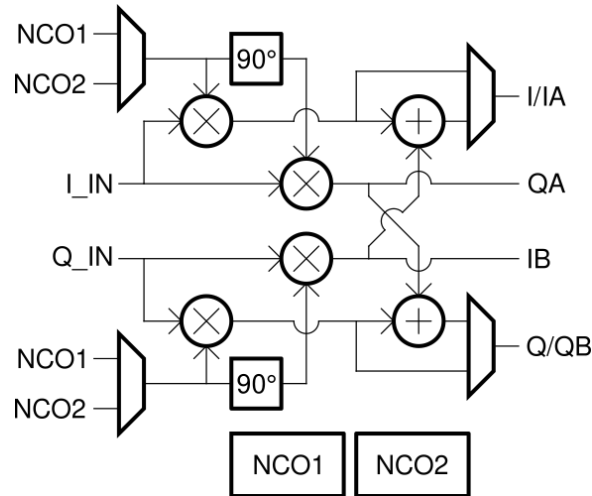 NCO1
NCO2
90°
I/IA
I_IN
QA
Q_IN
IB
NCO1
NCO2
90°
Q/QB
NCO1
NCO2